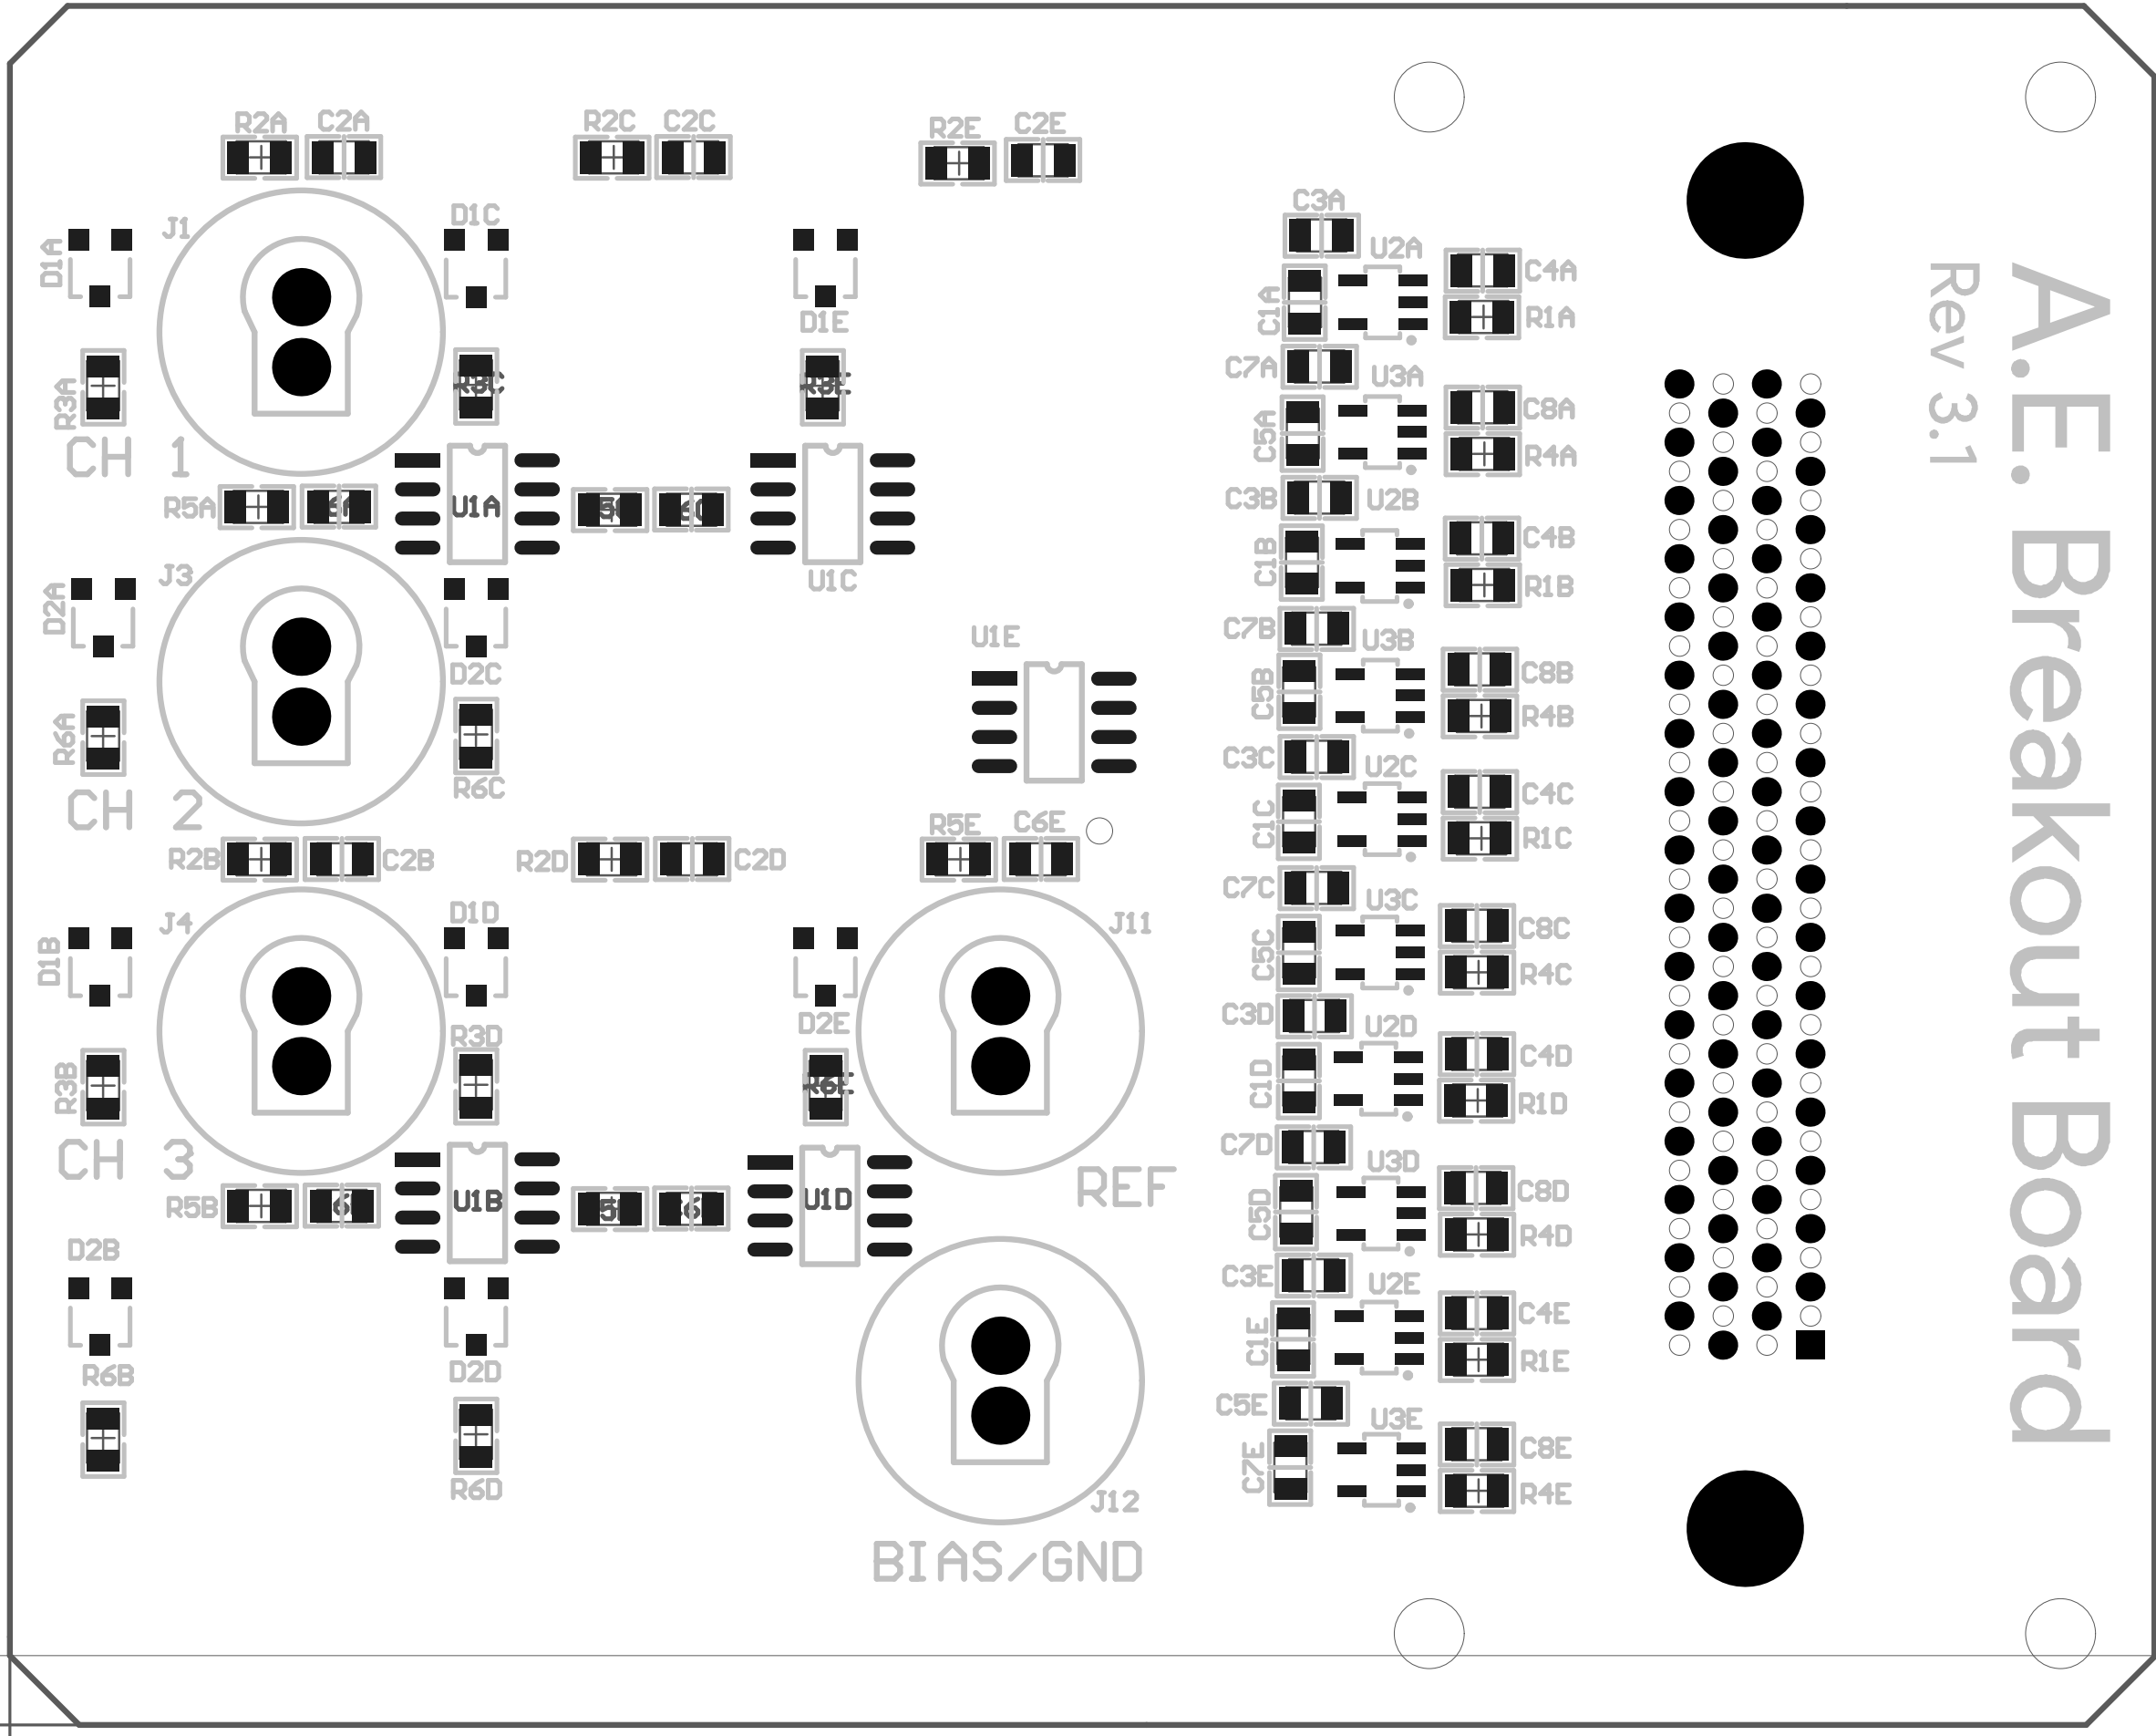 R2A C2A R2C C2C R2E C2E
C3A
D1E J1 D1C
U2A
C4A
C1A R1A
D1E
C7A U3A
R3A R3C R3E
C8A
CH 1
C5A R4A
R5A U1A
C3B U2B
C4B
J3 U1C
C1B R1B
D2A
U1E C7B U3B
D2C C8B
R6A C5B R4B
R6C C3C U2C
CH 2 C4C
R5E C6E C1C R1C
R2B C2B R2D C2D
C7C U3C
J4 D1D J11 C8C
D1B C5C R4C
C3D U2D
D2E
R3D C4D
R3B R6E C1D R1D
CH 3
C7D U3D
REF C8D
R5B U1B U1D
C5D R4D
D2B C3E U2E
C4E
C1E R1E
R6B D2D
C5E U3E
C8E
C7E
R6D J12 R4E
BIAS/GND
A.E. Breakout Board
Rev 3.1